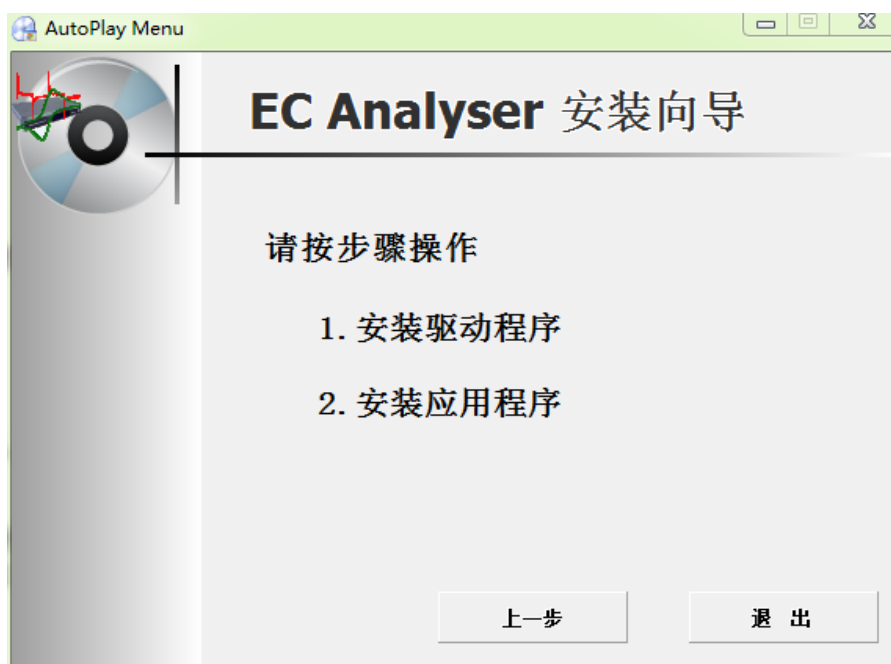 AutoPlay Menu
EC Analyser 安装向导
请按步骤操作
1.安装驱动程序
2.安装应用程序
上一步
退 出